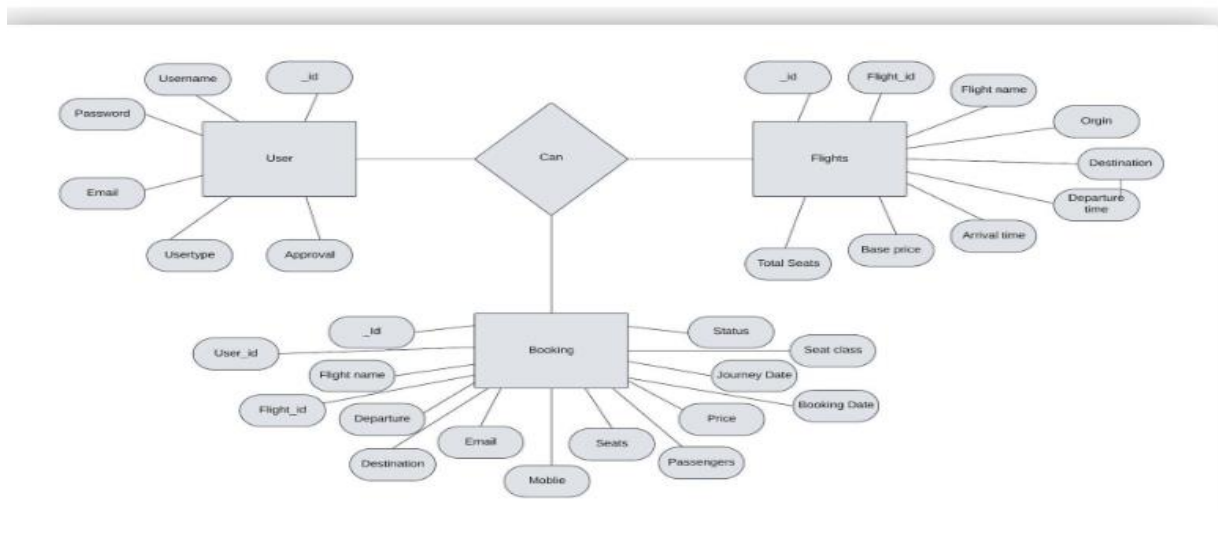 _id
Username
Password
User
Email
Usertype
Approval
Can
_id
Flight_id
Flight name
Orgin
Destination
Departure
time
Arrival time
Base price
Total Seats
Flights
Booking
_Id
User_id
Flight name
Flight_id
Departure
Destination
Email
Moblie
Seats
Passengers
Price
Booking Date
Journey Date
Seat class
Status